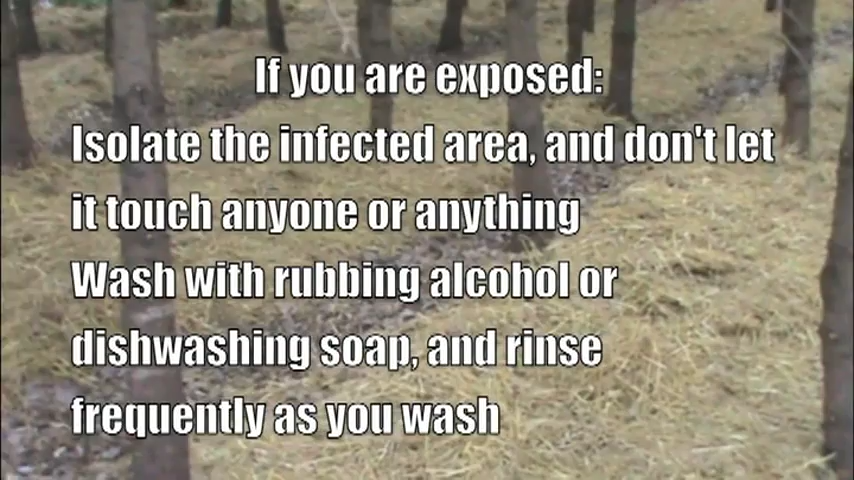 If you are exposed:
Isolate the infected area, and don't let
it touch anyone or anything
Wash with rubbing alcohol or
dishwashing soap, and rinse
frequently as you wash